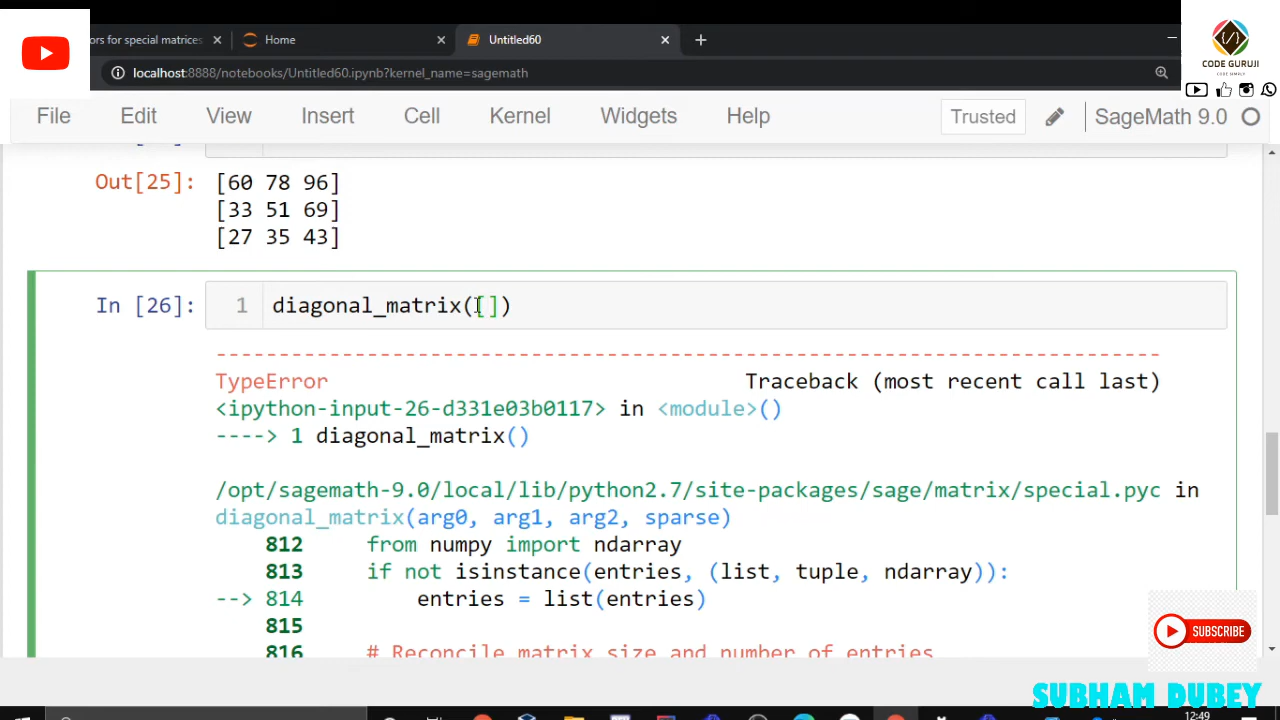 ors for special matrices
Home
Untitled60
localhost:8888/notebooks/Untitled60.ipynb?kernel_name=sagemath
CODE GURUJI
File Edit View Insert Cell Kernel Widgets Help Trusted SageMath 9.0
Out[25]: [60 78 96]
[33 51 69]
[27 35 43]
In [26]: 1 diagonal_matrix([])
---------------------------------------------------------------------------
TypeError Traceback (most recent call last)
<ipython-input-26-d331e03b0117> in <module>()
----> 1 diagonal_matrix()
/opt/sagemath-9.0/local/lib/python2.7/site-packages/sage/matrix/special.pyc in
diagonal_matrix(arg0, arg1, arg2, sparse)
812 from numpy import ndarray
813 if not isinstance(entries, (list, tuple, ndarray)):
--> 814 entries = list(entries)
815
816 # Reconcile matrix size and number of entries
SUBSCRIBE
SUBHAM DUBEY
12:49